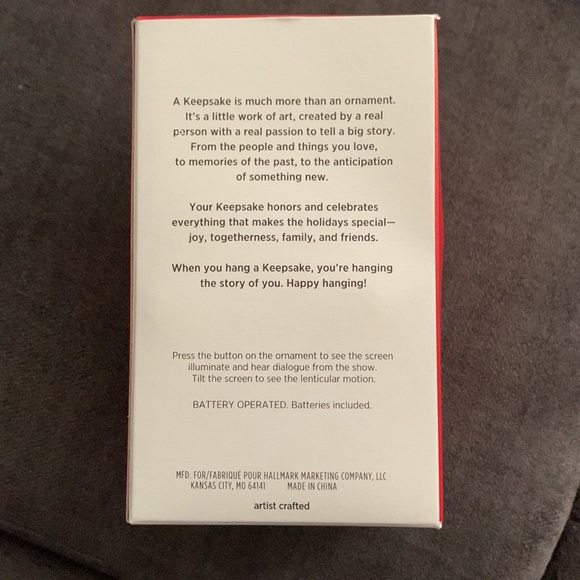 A Keepsake is much more than an ornament.
It's a little work of art, created by a real
person with a real passion to tell a big story.
From the people and things you love,
to memories of the past, to the anticipation
of something new.
Your Keepsake honors and celebrates
everything that makes the holidays special—
joy, togetherness, family, and friends.
When you hang a Keepsake, you're hanging
the story of you. Happy hanging!
Press the button on the ornament to see the screen
illuminate and hear dialogue from the show.
Tilt the screen to see the lenticular motion.
BATTERY OPERATED. Batteries included.
MFD. FOR/FABRIQUÉ POUR HALLMARK MARKETING COMPANY, LLC
KANSAS CITY, MO 64141 MADE IN CHINA
artist crafted